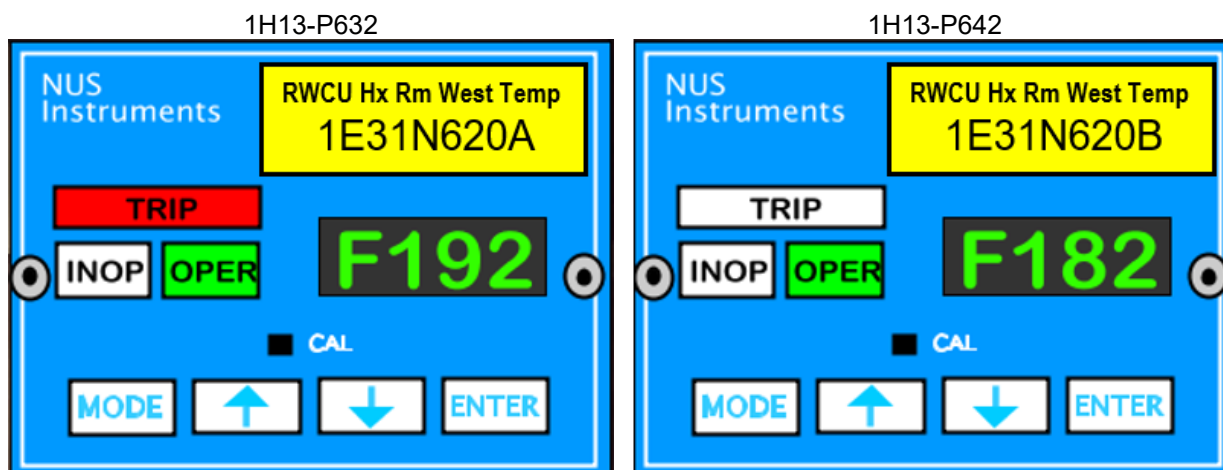 1H13-P632
NUS
Instruments
RWCU Hx Rm West Temp
1E31N620A
TRIP
INOP OPER
F192
CAL
MODE ENTER
1H13-P642
NUS
Instruments
RWCU Hx Rm West Temp
1E31N620B
TRIP
INOP OPER
F182
CAL
MODE ENTER